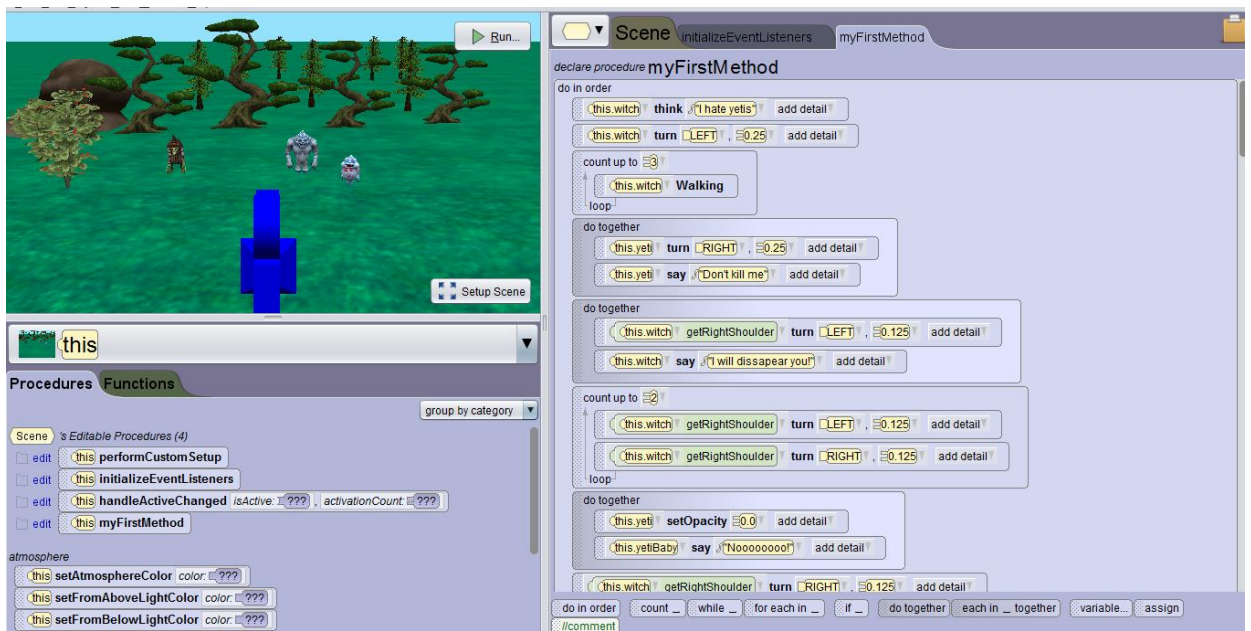 Run...
Setup Scene
this
Procedures Functions
group by category
Scene 's Editable Procedures (4)
edit this performCustomSetup
edit this initializeEventListeners
edit this handleActiveChanged isActive: ??? , activationCount: ???
edit this myFirstMethod
atmosphere
this setAtmosphereColor color: ???
this setFromAboveLightColor color: ???
this setFromBelowLightColor color: ???
Scene initializeEventListeners myFirstMethod
declare procedure myFirstMethod
do in order
this.witch think "I hate yetis" add detail
this.witch turn LEFT , 0.25 add detail
count up to 3
this.witch Walking
loop
do together
this.yeti turn RIGHT , 0.25 add detail
this.yeti say "Don't kill me" add detail
do together
this.witch getRightShoulder turn LEFT , 0.125 add detail
this.witch say "I will dissapear you!" add detail
count up to 2
this.witch getRightShoulder turn LEFT , 0.125 add detail
this.witch getRightShoulder turn RIGHT , 0.125 add detail
loop
do together
this.yeti setOpacity 0.0 add detail
this.yetiBaby say "Noooooooo!" add detail
this.witch getRightShoulder turn RIGHT , 0.125 add detail
do in order count _ while _ for each in _ if _ do together each in _ together variable... assign
//comment